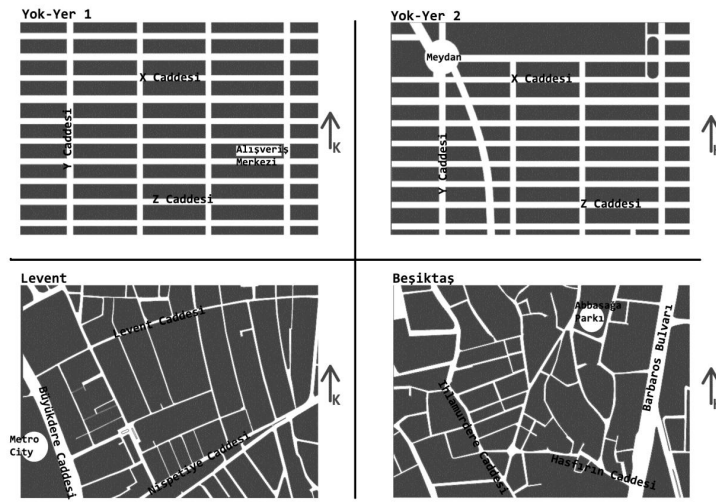 Yok-Yer 1
X Caddesi
Y Caddesi
Alışveriş
Merkezi
Z Caddesi
K
Yok-Yer 2
Meydan
X Caddesi
Y Caddesi
Z Caddesi
K
Levent
Levent Caddesi
Büyükdere Caddesi
Metro
City
Nispetiye Caddesi
K
Beşiktaş
Abbasağa
Parkı
Barbaros Bulvarı
Ihlamurdere Caddesi
Hasfırın Caddesi
K